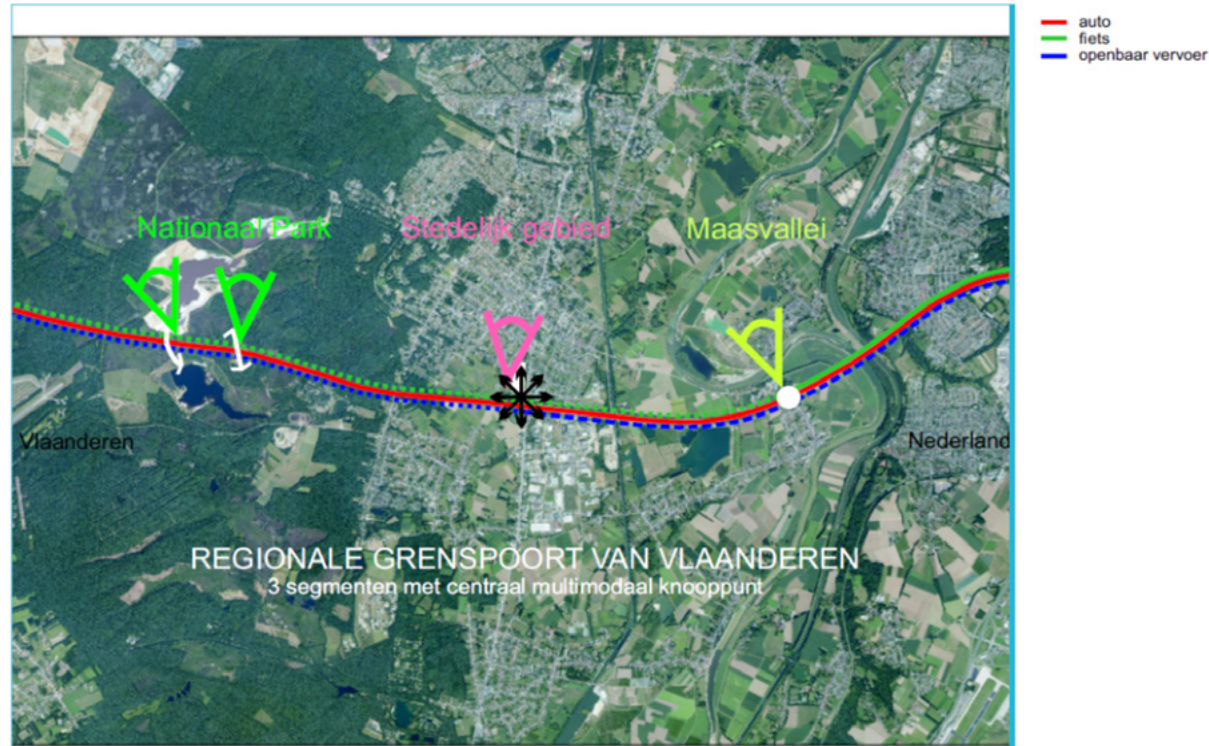 auto
fiets
openbaar vervoer
Nationaal Park
Stedelijk gebied
Maasvallei
1
Vlaanderen
Nederland
REGIONALE GRENSPOORT VAN VLAANDEREN
3 segmenten met centraal multimodaal knooppunt